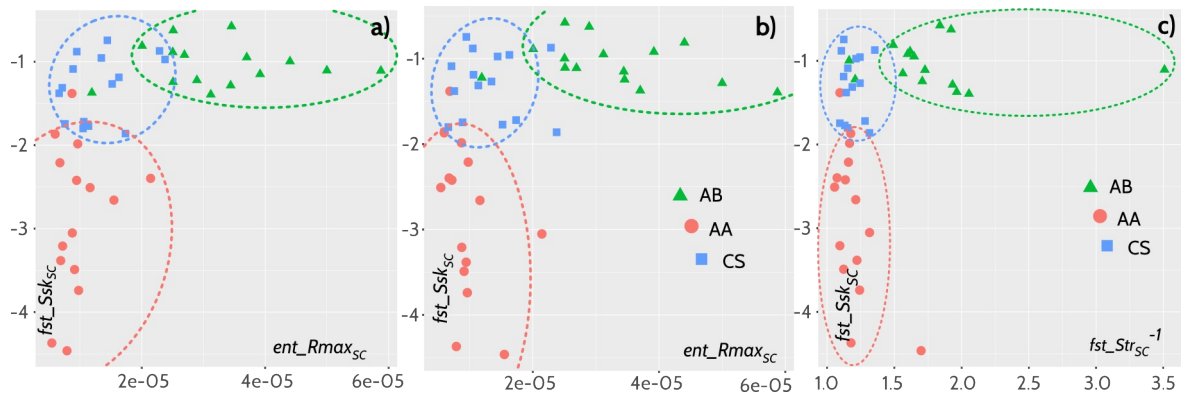 a)
-1
-2
-3
-4
fst_Ssk_SC
ent_Rmax_SC
2e-05 4e-05 6e-05
b)
-1
-2
-3
-4
AB
AA
CS
fst_Ssk_SC
ent_Rmax_SC
2e-05 4e-05 6e-05
c)
-1
-2
-3
-4
AB
AA
CS
fst_Ssk_SC
fst_Str_SC^-1
1.0 1.5 2.0 2.5 3.0 3.5